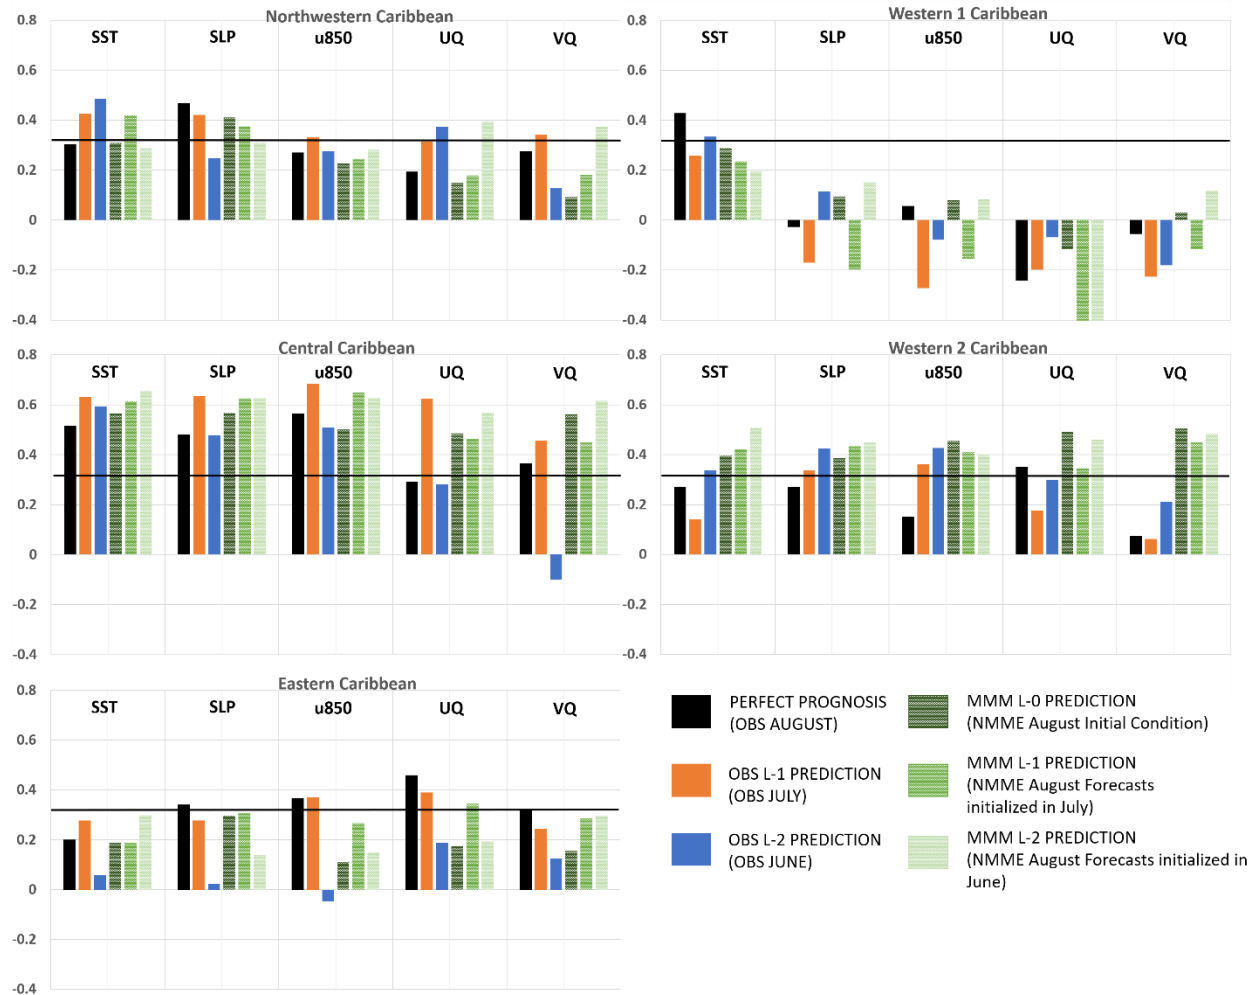 Northwestern Caribbean
SST SLP u850 UQ VQ
0.8
0.6
0.4
0.2
0
-0.2
-0.4
Western 1 Caribbean
SST SLP u850 UQ VQ
0.8
0.6
0.4
0.2
0
-0.2
-0.4
Central Caribbean
SST SLP u850 UQ VQ
0.8
0.6
0.4
0.2
0
-0.2
-0.4
Western 2 Caribbean
SST SLP u850 UQ VQ
0.8
0.6
0.4
0.2
0
-0.2
-0.4
Eastern Caribbean
SST SLP u850 UQ VQ
0.8
0.6
0.4
0.2
0
-0.2
-0.4
PERFECT PROGNOSIS
(OBS AUGUST)
OBS L-1 PREDICTION
(OBS JULY)
OBS L-2 PREDICTION
(OBS JUNE)
MMM L-0 PREDICTION
(NMME August Initial Condition)
MMM L-1 PREDICTION
(NMME August Forecasts
initialized in July)
MMM L-2 PREDICTION
(NMME August Forecasts initialized in
June)